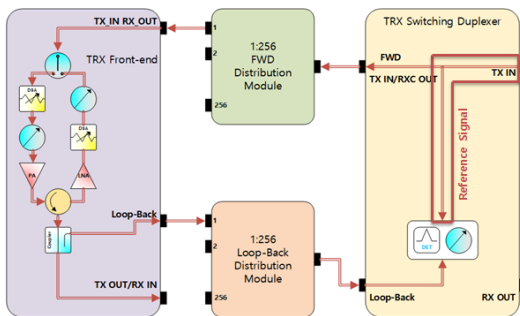 TX_IN RX_OUT
TRX Front-end
DSA
DSA
PA
LNA
Coupler
Loop-Back
TX OUT/RX IN
1
2
256
1:256
FWD
Distribution
Module
1
2
256
1:256
Loop-Back
Distribution
Module
TRX Switching Duplexer
FWD
TX IN/RXC OUT
TX IN
Reference Signal
DET
Loop-Back
RX OUT